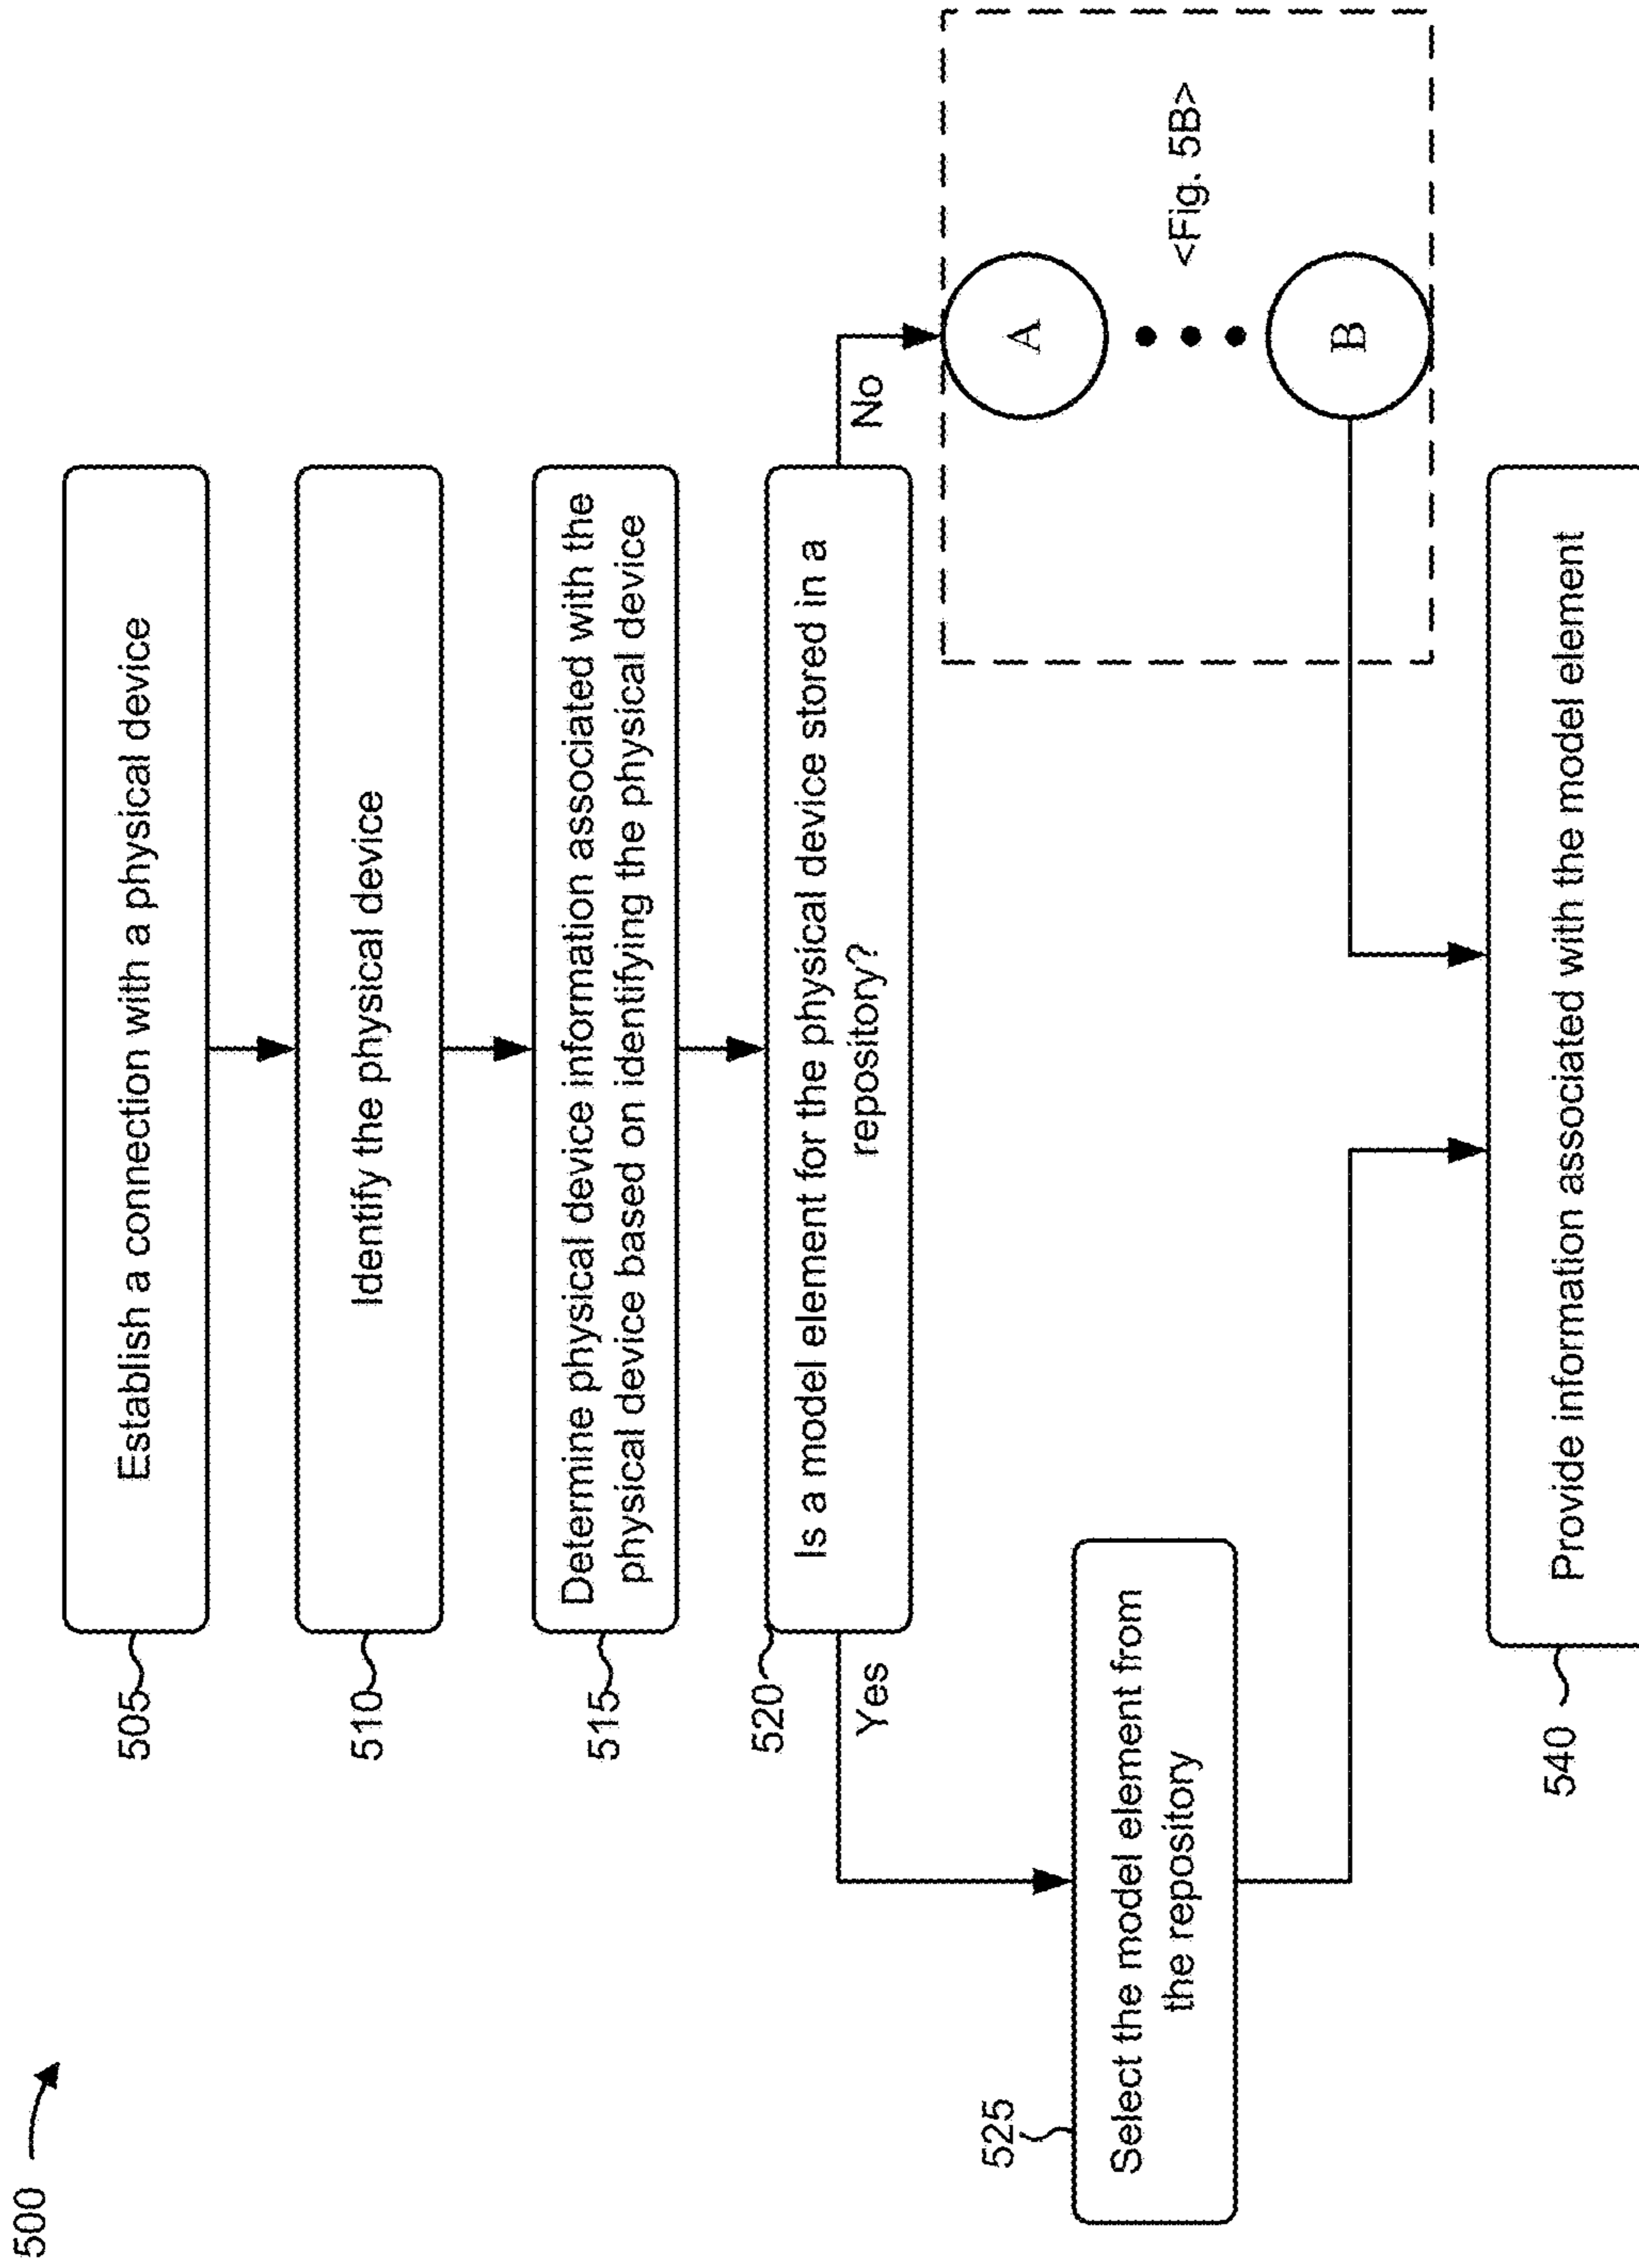 500
505
Establish a connection with a physical device
510
Identify the physical device
515
Determine physical device information associated with the
physical device based on identifying the physical device
520
Is a model element for the physical device stored in a
repository?
Yes
No
525
Select the model element from
the repository
A
<Fig. 5B>
B
540
Provide information associated with the model element